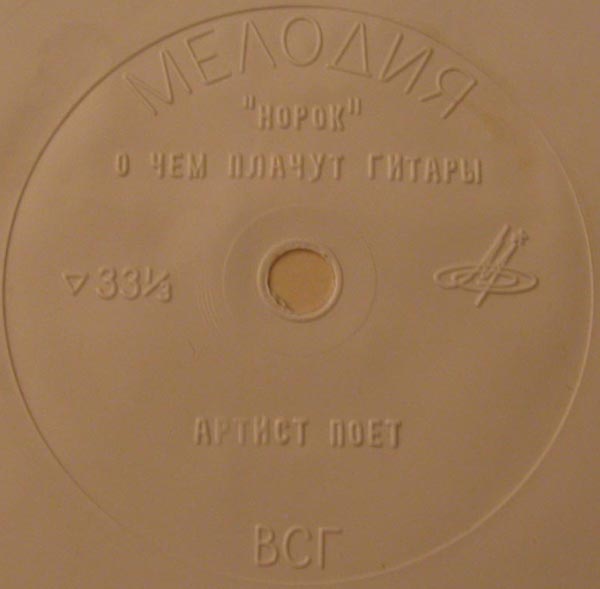 МЕЛОДИЯ
"НОРОК"
О ЧЕМ ПЛАЧУТ ГИТАРЫ
▽ 33⅓
АРТИСТ ПОЕТ
ВСГ